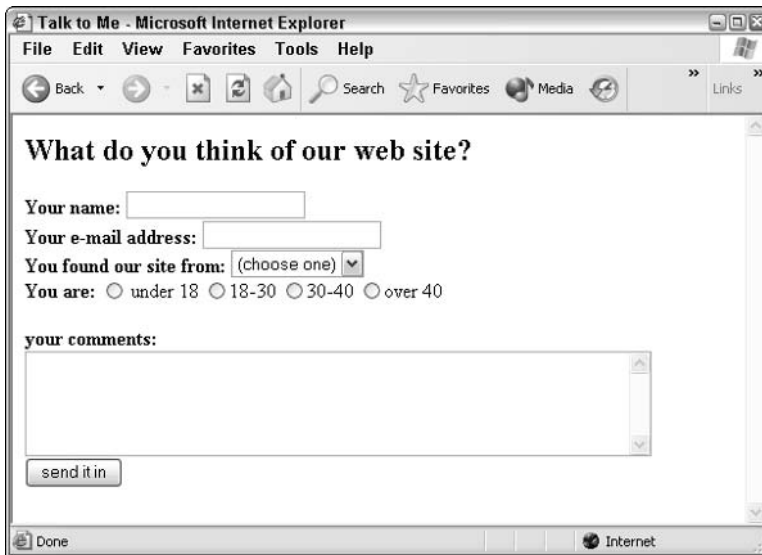 Talk to Me - Microsoft Internet Explorer
File Edit View Favorites Tools Help
Back Search Favorites Media » Links »
What do you think of our web site?
Your name:
Your e-mail address:
You found our site from: (choose one)
You are: under 18 18-30 30-40 over 40
your comments:
send it in
Done Internet